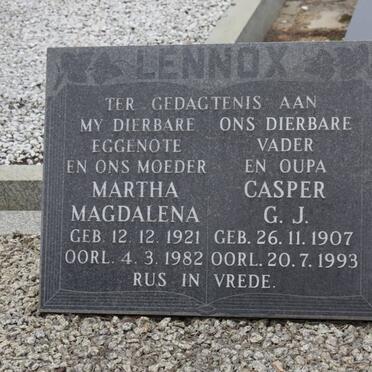 LENNOX
TER GEDAGTENIS AAN
MY DIERBARE
EGGENOTE
EN ONS MOEDER
MARTHA
MAGDALENA
GEB. 12. 12. 1921
OORL. 4. 3. 1982
ONS DIERBARE
VADER
EN OUPA
CASPER
G. J.
GEB. 26. 11. 1907
OORL. 20. 7. 1993
RUS IN VREDE.